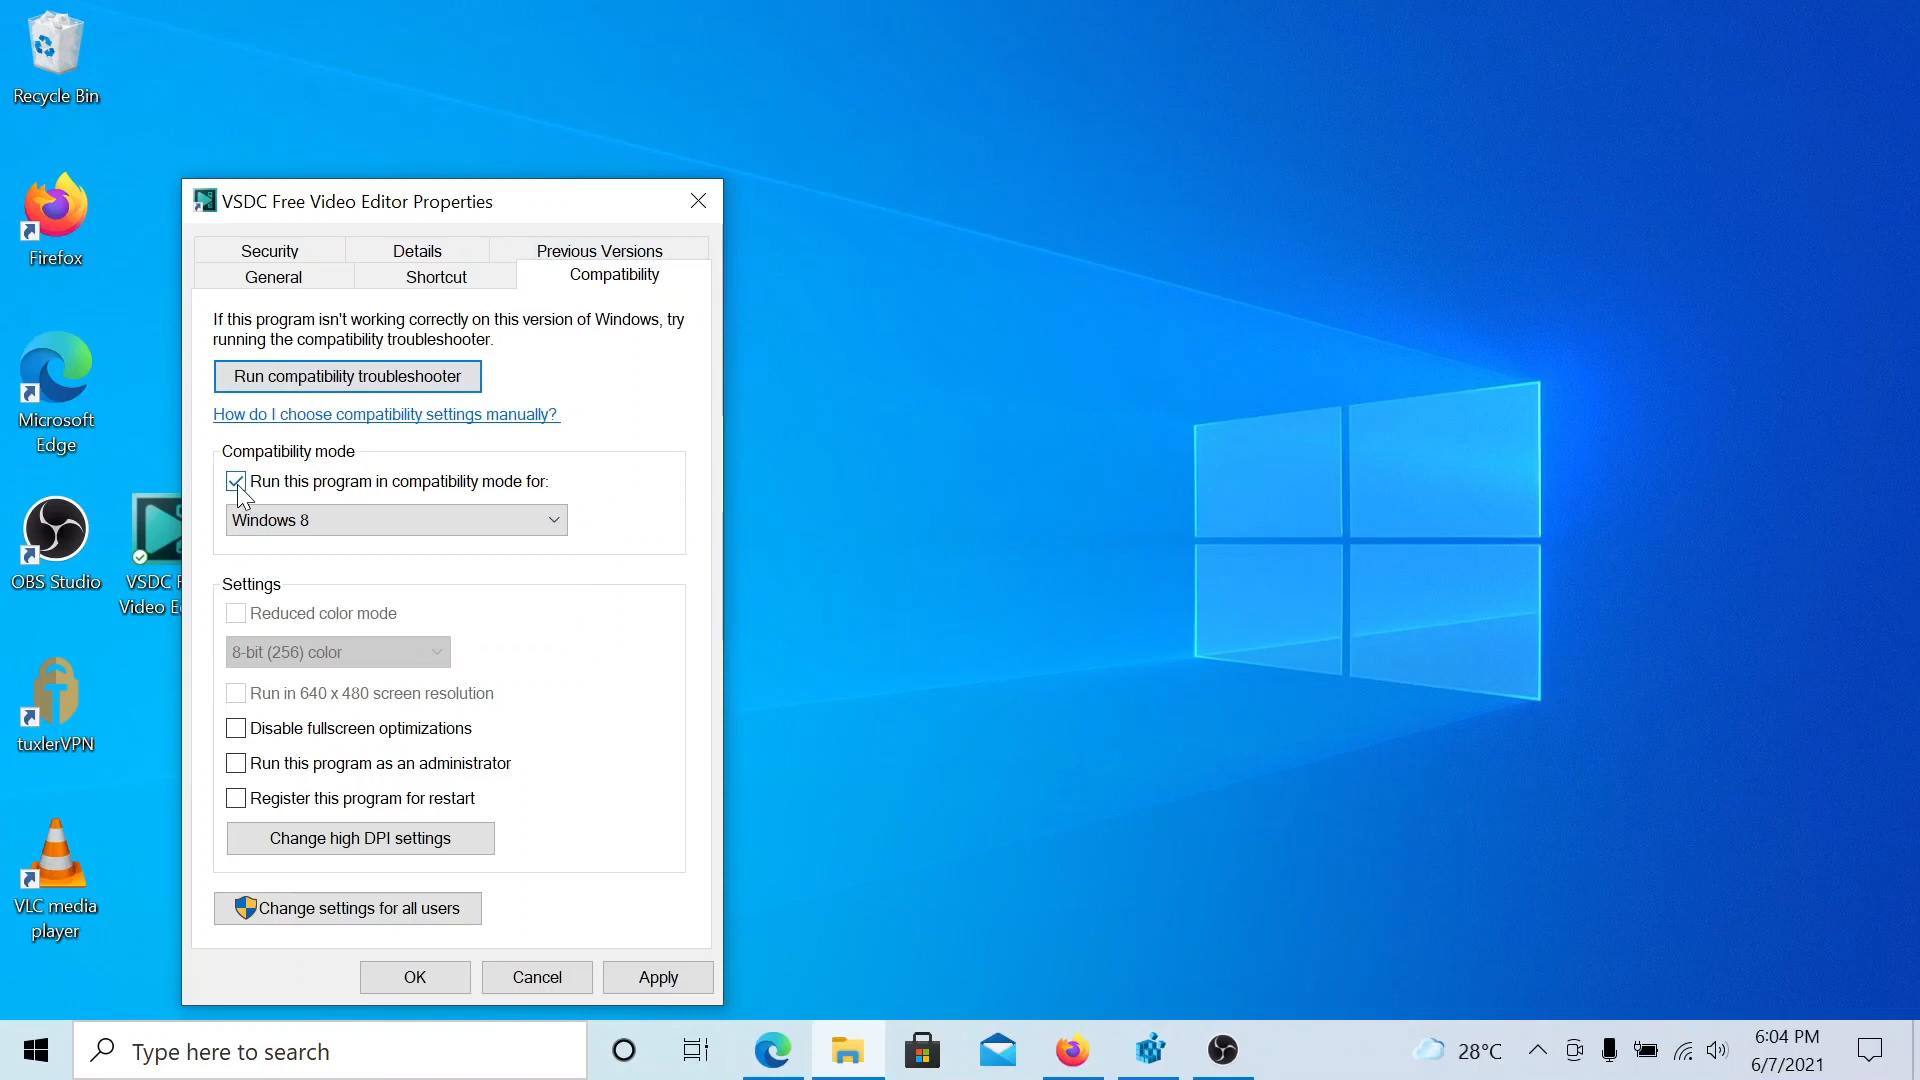 Recycle Bin
Firefox
Microsoft
Edge
OBS Studio
VSDC F
Video E
tuxlerVPN
VLC media
player
VSDC Free Video Editor Properties
Security
Details
Previous Versions
General
Shortcut
Compatibility
If this program isn't working correctly on this version of Windows, try
running the compatibility troubleshooter.
Run compatibility troubleshooter
How do I choose compatibility settings manually?
Compatibility mode
Run this program in compatibility mode for:
Windows 8
Settings
Reduced color mode
8-bit (256) color
Run in 640 x 480 screen resolution
Disable fullscreen optimizations
Run this program as an administrator
Register this program for restart
Change high DPI settings
Change settings for all users
OK
Cancel
Apply
Type here to search
28°C
6:04 PM
6/7/2021